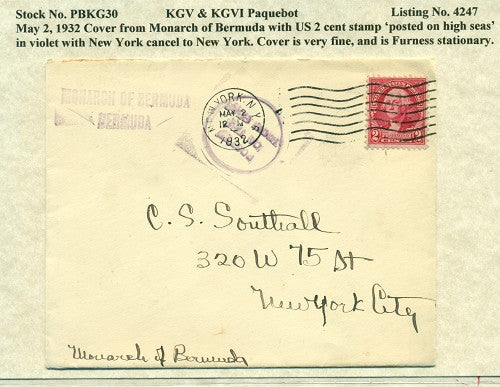 Stock No. PBKG30 KGV & KGVI Paquebot Listing No. 4247
May 2, 1932 Cover from Monarch of Bermuda with US 2 cent stamp ‘posted on high seas’
in violet with New York cancel to New York. Cover is very fine, and is Furness stationary.
MONARCH OF BERMUDA
BERMUDA
NEW YORK, N.Y.
MAY 2
12
1932
2
C. S. Southall
320 W 75 St
New York City
Monarch of Bermuda